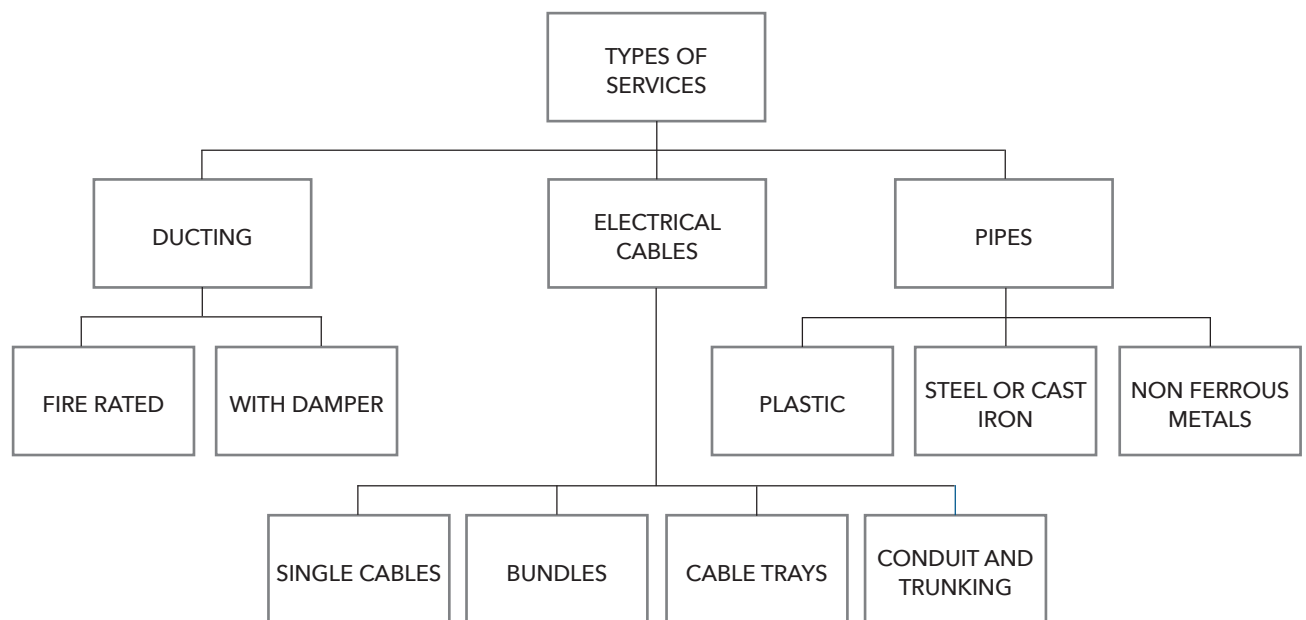 TYPES OF
SERVICES
DUCTING
ELECTRICAL
CABLES
PIPES
FIRE RATED
WITH DAMPER
PLASTIC
STEEL OR CAST
IRON
NON FERROUS
METALS
SINGLE CABLES
BUNDLES
CABLE TRAYS
CONDUIT AND
TRUNKING